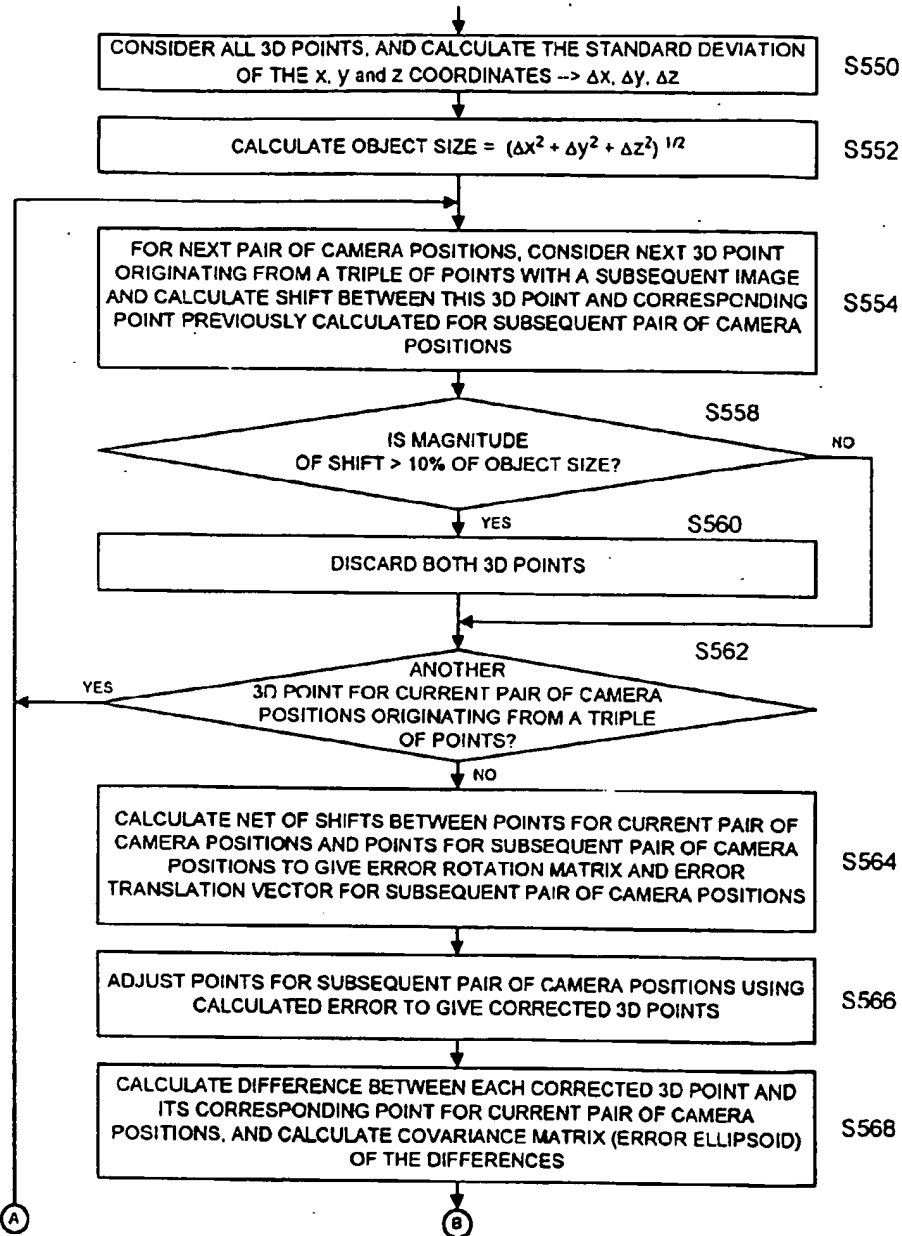 CONSIDER ALL 3D POINTS, AND CALCULATE THE STANDARD DEVIATION
OF THE x, y and z COORDINATES --> Δx, Δy, Δz
S550
CALCULATE OBJECT SIZE = (Δx² + Δy² + Δz²) ¹/²
S552
FOR NEXT PAIR OF CAMERA POSITIONS, CONSIDER NEXT 3D POINT
ORIGINATING FROM A TRIPLE OF POINTS WITH A SUBSEQUENT IMAGE
AND CALCULATE SHIFT BETWEEN THIS 3D POINT AND CORRESPONDING
POINT PREVIOUSLY CALCULATED FOR SUBSEQUENT PAIR OF CAMERA
POSITIONS
S554
S558
IS MAGNITUDE
OF SHIFT > 10% OF OBJECT SIZE?
NO
YES
S560
DISCARD BOTH 3D POINTS
S562
ANOTHER
3D POINT FOR CURRENT PAIR OF CAMERA
POSITIONS ORIGINATING FROM A TRIPLE
OF POINTS?
YES
NO
CALCULATE NET OF SHIFTS BETWEEN POINTS FOR CURRENT PAIR OF
CAMERA POSITIONS AND POINTS FOR SUBSEQUENT PAIR OF CAMERA
POSITIONS TO GIVE ERROR ROTATION MATRIX AND ERROR
TRANSLATION VECTOR FOR SUBSEQUENT PAIR OF CAMERA POSITIONS
S564
ADJUST POINTS FOR SUBSEQUENT PAIR OF CAMERA POSITIONS USING
CALCULATED ERROR TO GIVE CORRECTED 3D POINTS
S566
CALCULATE DIFFERENCE BETWEEN EACH CORRECTED 3D POINT AND
ITS CORRESPONDING POINT FOR CURRENT PAIR OF CAMERA
POSITIONS, AND CALCULATE COVARIANCE MATRIX (ERROR ELLIPSOID)
OF THE DIFFERENCES
S568
A
B